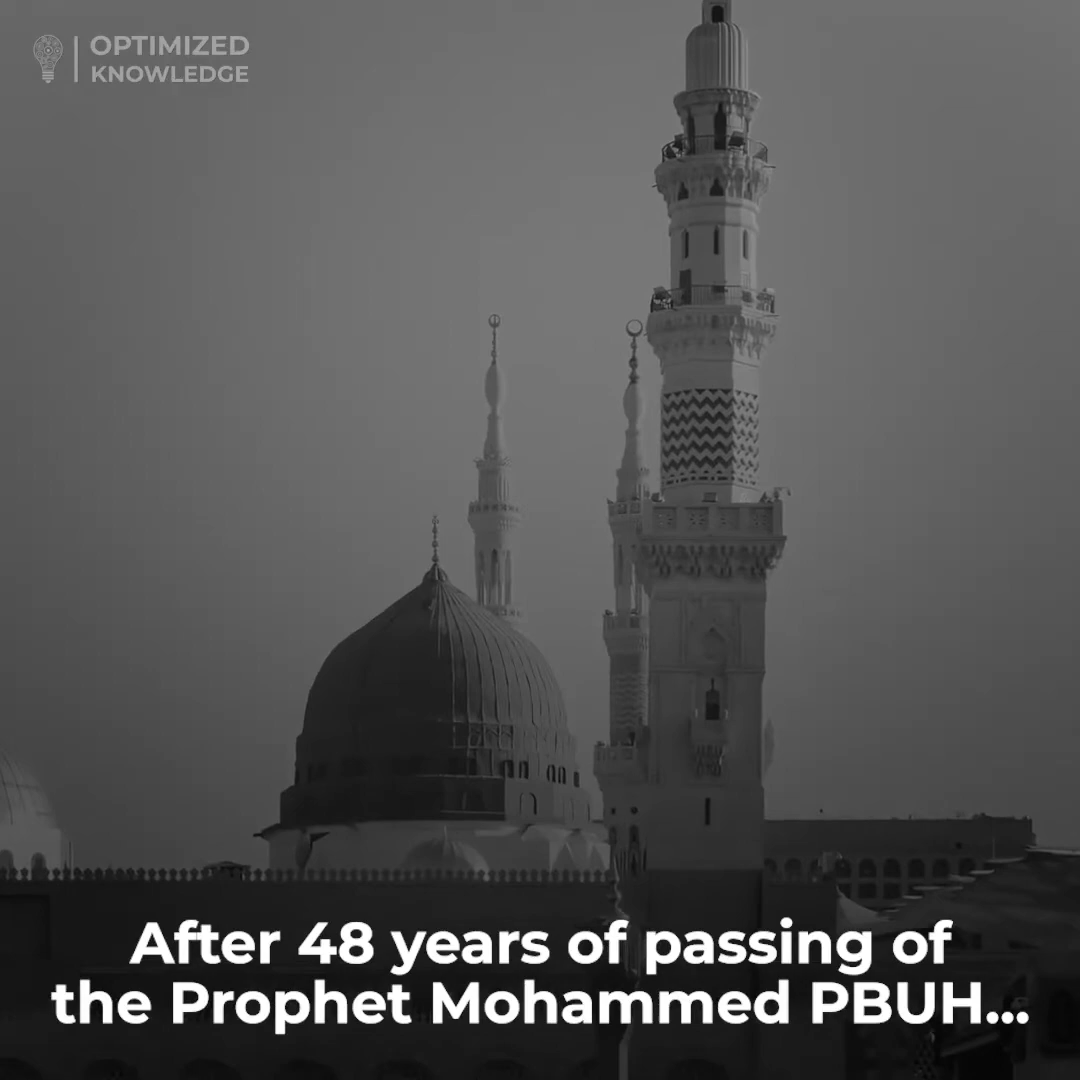 OPTIMIZED
KNOWLEDGE
After 48 years of passing of
the Prophet Mohammed PBUH...